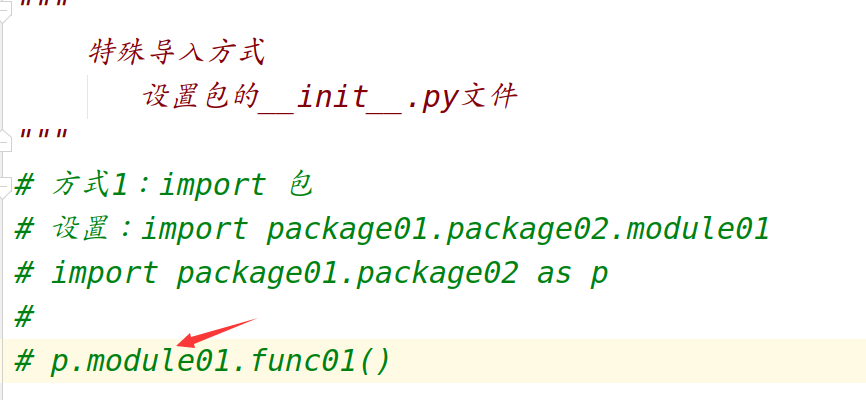 """
特殊导入方式
设置包的__init__.py文件
"""
# 方式1：import 包
# 设置：import package01.package02.module01
# import package01.package02 as p
#
# p.module01.func01()